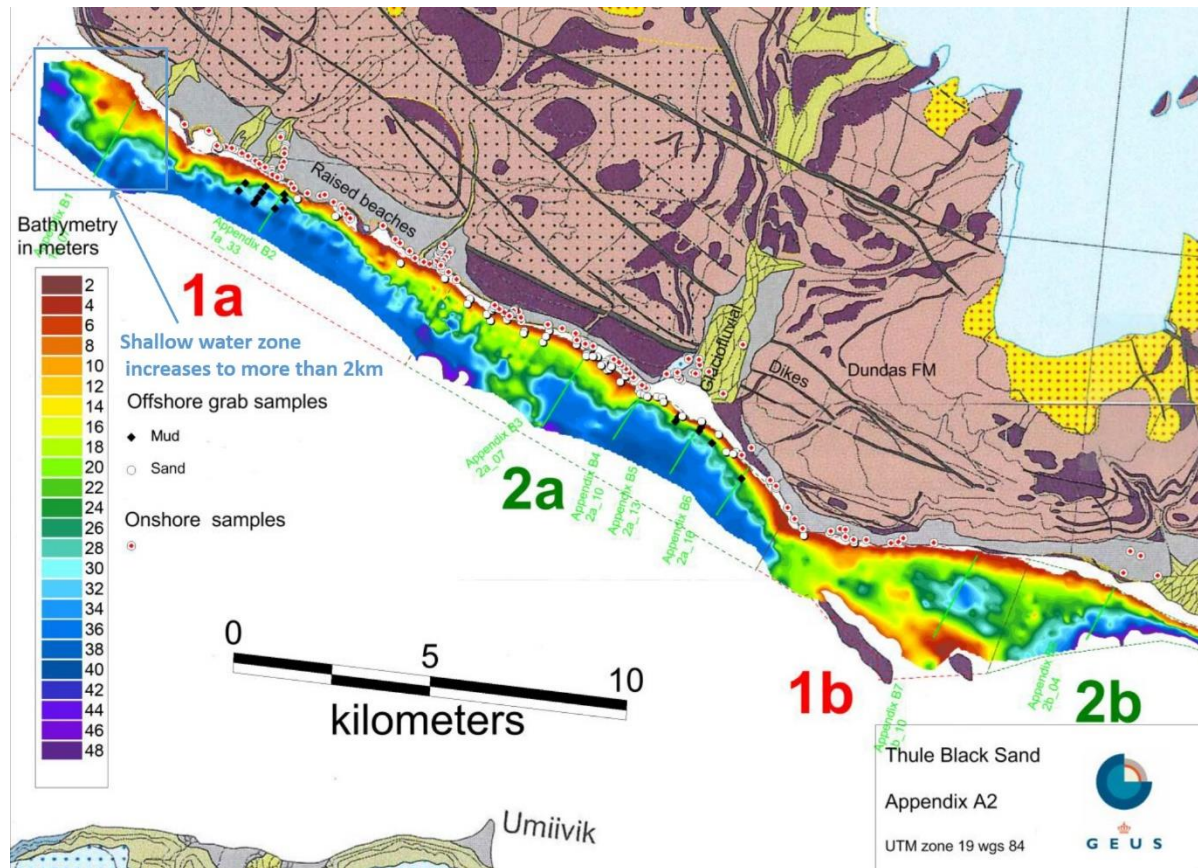 Raised beaches
Glaciofluvial
Dikes
Dundas FM
Appendix B1
Appendix B2
1a_33
Appendix B3
2a_07
Appendix B4
2a_10
Appendix B5
2a_13
Appendix B6
2a_16
Appendix B7
2b_04
1a
2a
1b
2b
Bathymetry
in meters
2
4
6
8
10
12
14
16
18
20
22
24
26
28
30
32
34
36
38
40
42
44
46
48
Shallow water zone
increases to more than 2km
Offshore grab samples
Mud
Sand
Onshore samples
0
5
10
kilometers
Umiivik
Thule Black Sand
Appendix A2
UTM zone 19 wgs 84
G E U S